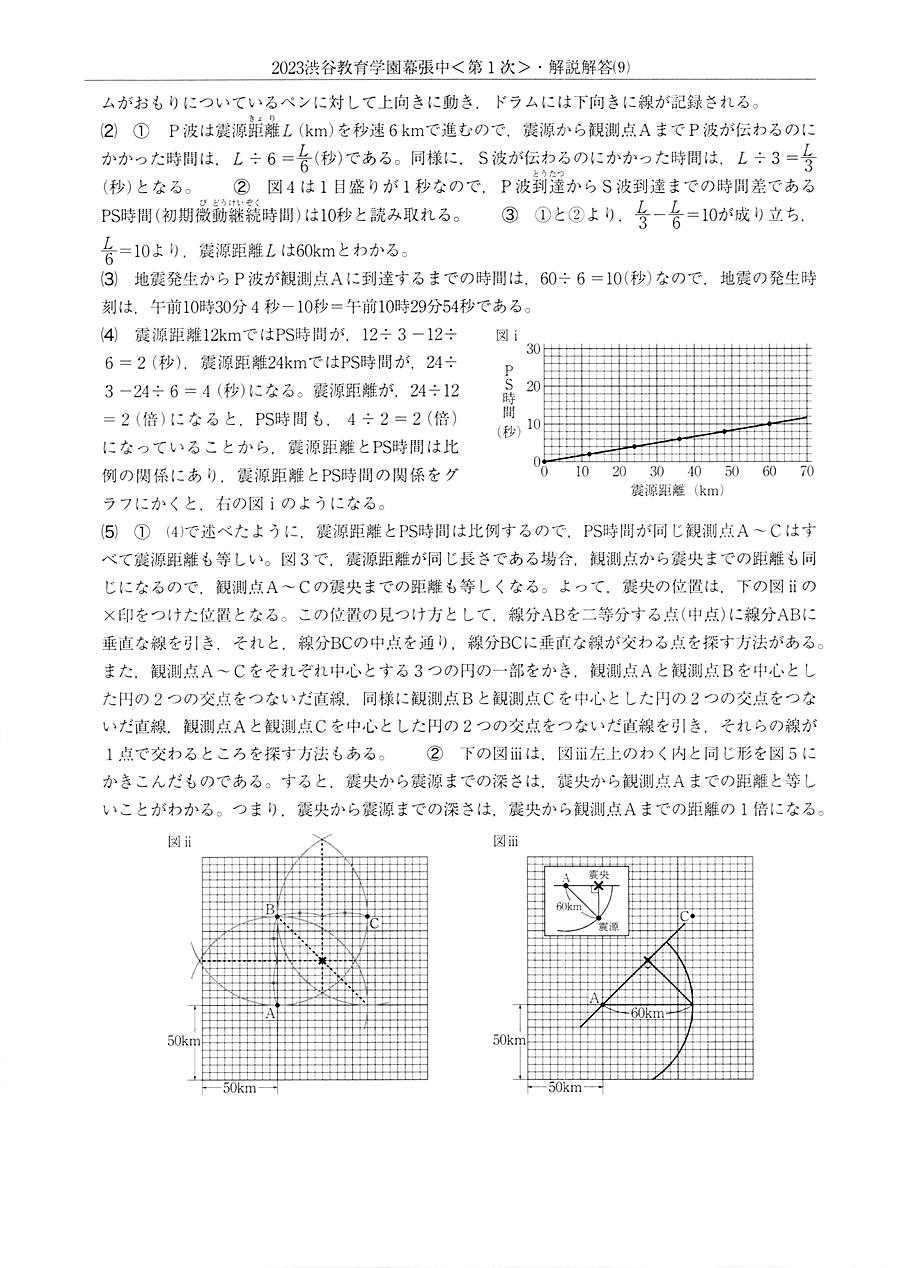 2023渋谷教育学園幕張中＜第1次＞・解説解答(9)
ムがおもりについているペンに対して上向きに動き，ドラムには下向きに線が記録される。
⑵　①　P波は震源距離L(km)を秒速6kmで進むので，震源から観測点AまでP波が伝わるのに
かかった時間は，L÷6＝L/6(秒)である。同様に，S波が伝わるのにかかった時間は，L÷3＝L/3
(秒)となる。　②　図4は1目盛りが1秒なので，P波到達からS波到達までの時間差である
PS時間(初期微動継続時間)は10秒と読み取れる。　③　①と②より，L/3－L/6＝10が成り立ち，
L/6＝10より，震源距離Lは60kmとわかる。
⑶　地震発生からP波が観測点Aに到達するまでの時間は，60÷6＝10(秒)なので，地震の発生時
刻は，午前10時30分4秒－10秒＝午前10時29分54秒である。
⑷　震源距離12kmではPS時間が，12÷3－12÷
6＝2(秒)，震源距離24kmではPS時間が，24÷
3－24÷6＝4(秒)になる。震源距離が，24÷12
＝2(倍)になると，PS時間も，4÷2＝2(倍)
になっていることから，震源距離とPS時間は比
例の関係にあり，震源距離とPS時間の関係をグ
ラフにかくと，右の図ⅰのようになる。
図ⅰ
30
20
10
0
PS時間(秒)
0 10 20 30 40 50 60 70
震源距離(km)
⑸　①　⑷で述べたように，震源距離とPS時間は比例するので，PS時間が同じ観測点A～Cはす
べて震源距離も等しい。図3で，震源距離が同じ長さである場合，観測点から震央までの距離も同
じになるので，観測点A～Cの震央までの距離も等しくなる。よって，震央の位置は，下の図ⅱの
×印をつけた位置となる。この位置の見つけ方として，線分ABを二等分する点(中点)に線分ABに
垂直な線を引き，それと，線分BCの中点を通り，線分BCに垂直な線が交わる点を探す方法がある。
また，観測点A～Cをそれぞれ中心とする3つの円の一部をかき，観測点Aと観測点Bを中心とし
た円の2つの交点をつないだ直線，同様に観測点Bと観測点Cを中心とした円の2つの交点をつな
いだ直線，観測点Aと観測点Cを中心とした円の2つの交点をつないだ直線を引き，それらの線が
1点で交わるところを探す方法もある。　②　下の図ⅲは，図ⅲ左上のわく内と同じ形を図5に
かきこんだものである。すると，震央から震源までの深さは，震央から観測点Aまでの距離と等し
いことがわかる。つまり，震央から震源までの深さは，震央から観測点Aまでの距離の1倍になる。
図ⅱ
B
C
A
50km
50km
図ⅲ
A
震央
60km
震源
C
A
60km
50km
50km